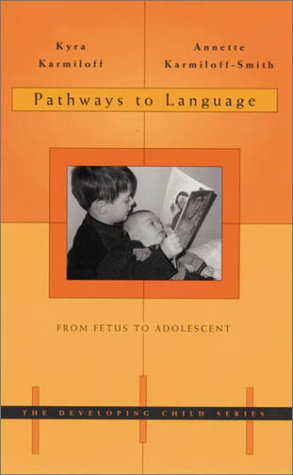 Kyra Karmiloff
Annette Karmiloff-Smith
Pathways to Language
FROM FETUS TO ADOLESCENT
THE DEVELOPING CHILD SERIES